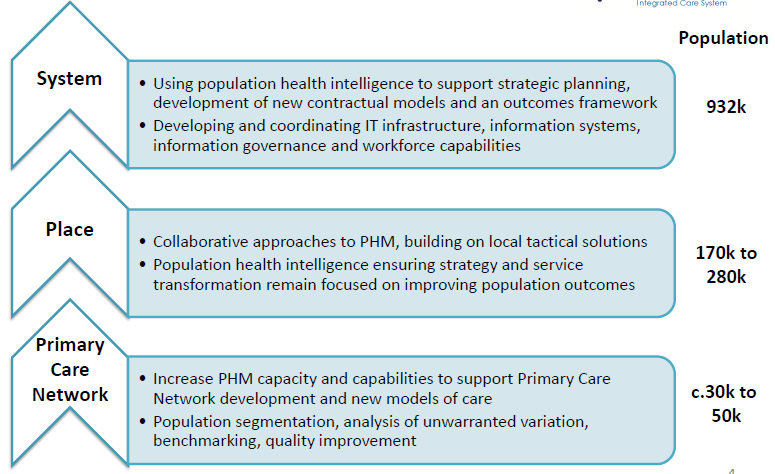 Integrated Care System
Population
System
• Using population health intelligence to support strategic planning,
development of new contractual models and an outcomes framework
• Developing and coordinating IT infrastructure, information systems,
information governance and workforce capabilities
932k
Place
• Collaborative approaches to PHM, building on local tactical solutions
• Population health intelligence ensuring strategy and service
transformation remain focused on improving population outcomes
170k to
280k
Primary
Care
Network
• Increase PHM capacity and capabilities to support Primary Care
Network development and new models of care
• Population segmentation, analysis of unwarranted variation,
benchmarking, quality improvement
c.30k to
50k